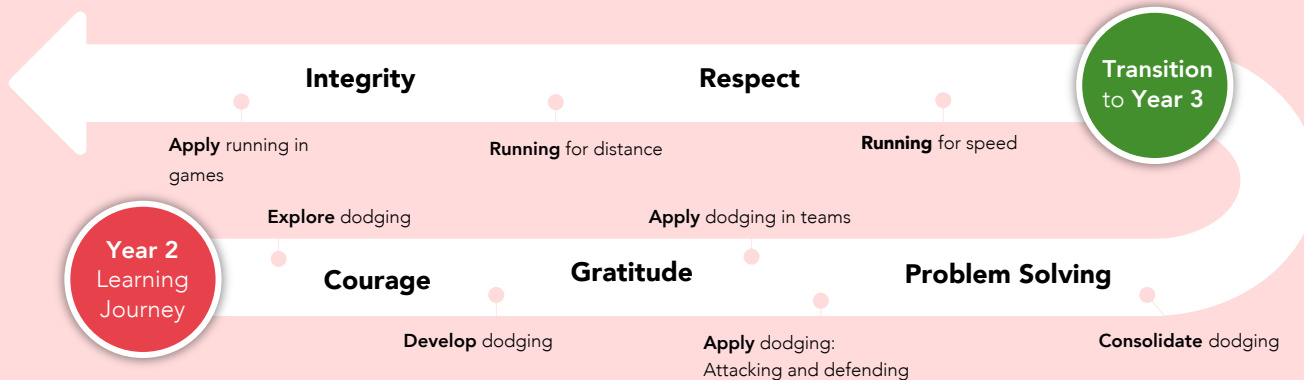 Integrity
Respect
Transition
to Year 3
Apply running in
games
Running for distance
Running for speed
Explore dodging
Apply dodging in teams
Year 2
Learning
Journey
Courage
Gratitude
Problem Solving
Develop dodging
Apply dodging:
Attacking and defending
Consolidate dodging